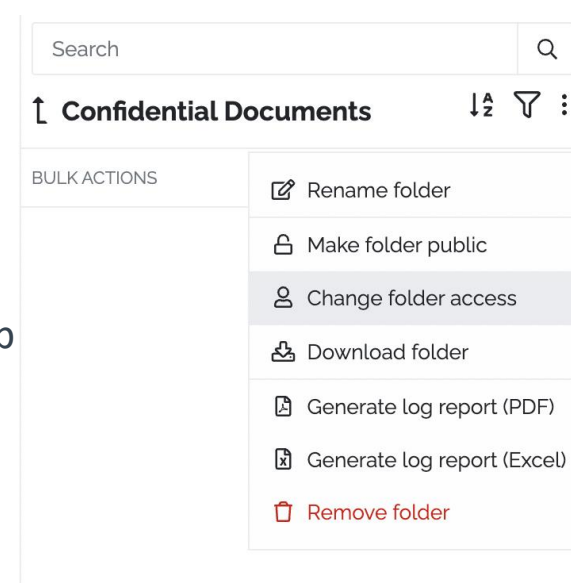 Search
Confidential Documents
BULK ACTIONS
Rename folder
Make folder public
Change folder access
Download folder
Generate log report (PDF)
Generate log report (Excel)
Remove folder